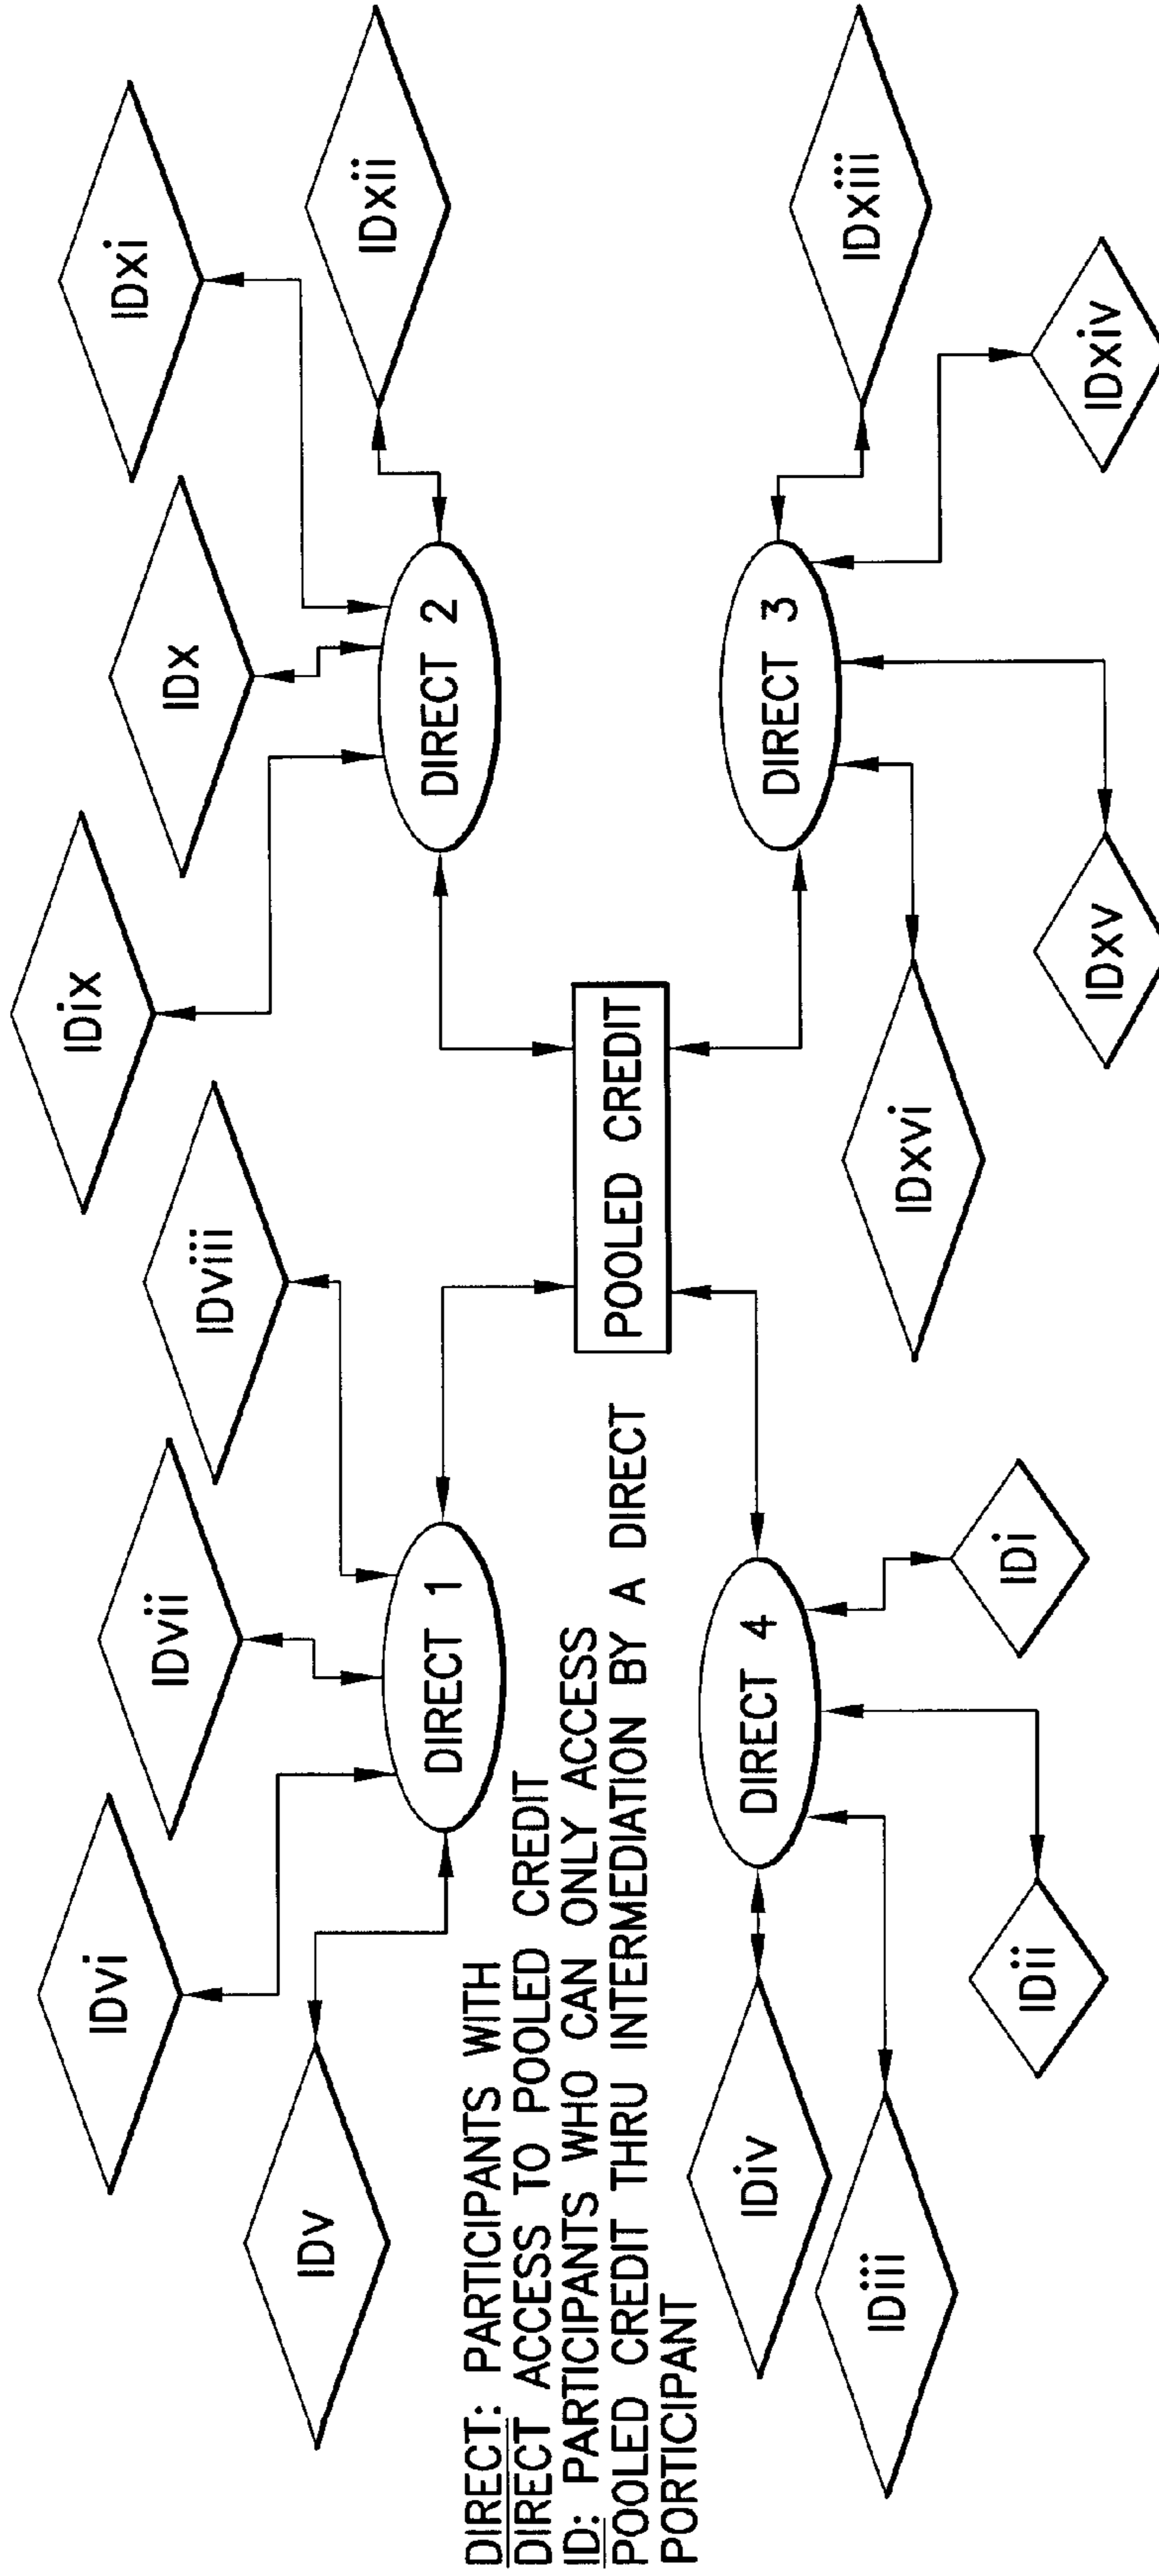 IDvi
IDvii
IDviii
IDix
IDx
IDxi
IDv
IDxii
DIRECT 1
DIRECT 2
DIRECT: PARTICIPANTS WITH
DIRECT ACCESS TO POOLED CREDIT
ID: PARTICIPANTS WHO CAN ONLY ACCESS
POOLED CREDIT THRU INTERMEDIATION BY A DIRECT
PORTICIPANT
POOLED CREDIT
DIRECT 4
DIRECT 3
IDiv
IDiii
IDii
IDi
IDxvi
IDxv
IDxiv
IDxiii